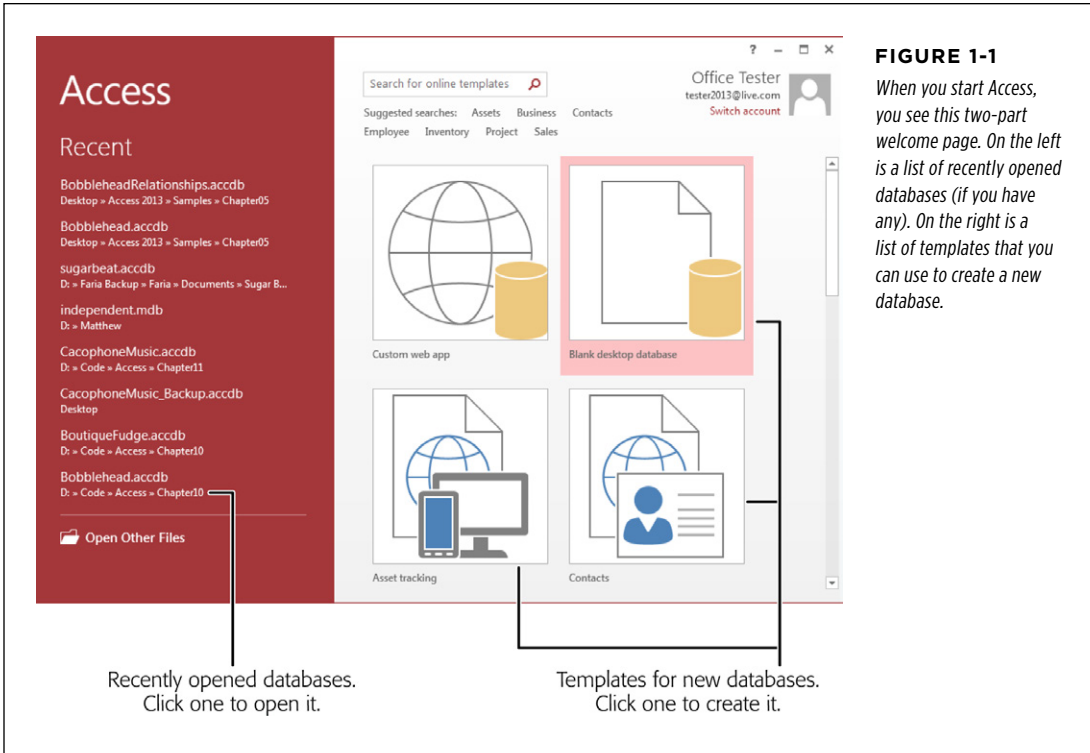 Access
Recent
BobbleheadRelationships.accdb
Desktop » Access 2013 » Samples » Chapter05
Bobblehead.accdb
Desktop » Access 2013 » Samples » Chapter05
sugarbeat.accdb
D: » Faria Backup » Faria » Documents » Sugar B...
independent.mdb
D: » Matthew
CacophoneMusic.accdb
D: » Code » Access » Chapter11
CacophoneMusic_Backup.accdb
Desktop
BoutiqueFudge.accdb
D: » Code » Access » Chapter10
Bobblehead.accdb
D: » Code » Access » Chapter10
Open Other Files
?
Search for online templates
Office Tester
tester2013@live.com
Switch account
Suggested searches: Assets Business Contacts
Employee Inventory Project Sales
Custom web app
Blank desktop database
Asset tracking
Contacts
Recently opened databases.
Click one to open it.
Templates for new databases.
Click one to create it.
FIGURE 1-1
When you start Access,
you see this two-part
welcome page. On the left
is a list of recently opened
databases (if you have
any). On the right is a
list of templates that you
can use to create a new
database.